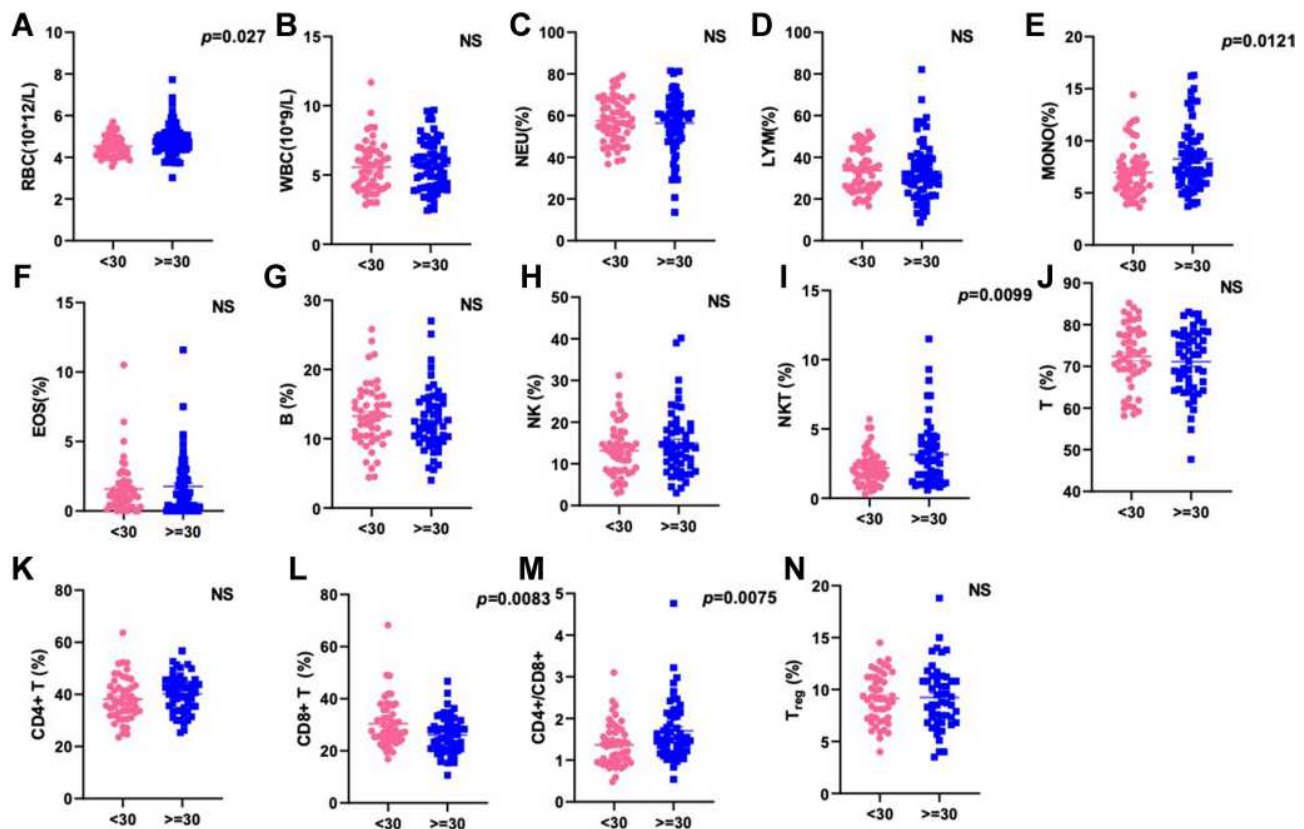 A
RBC(10*12/L)
10
8
6
4
2
0
<30
>=30
p=0.027
B
WBC(10*9/L)
15
10
5
0
<30
>=30
NS
C
NEU(%)
100
80
60
40
20
0
<30
>=30
NS
D
LYM(%)
100
80
60
40
20
0
<30
>=30
NS
E
MONO(%)
20
15
10
5
0
<30
>=30
p=0.0121
F
EOS(%)
15
10
5
0
<30
>=30
NS
G
B (%)
30
20
10
0
<30
>=30
NS
H
NK (%)
50
40
30
20
10
0
<30
>=30
NS
I
NKT (%)
15
10
5
0
<30
>=30
p=0.0099
J
T (%)
90
80
70
60
50
40
<30
>=30
NS
K
CD4+ T (%)
80
60
40
20
0
<30
>=30
NS
L
CD8+ T (%)
80
60
40
20
0
<30
>=30
p=0.0083
M
CD4+/CD8+
5
4
3
2
1
0
<30
>=30
p=0.0075
N
Treg (%)
20
15
10
5
0
<30
>=30
NS